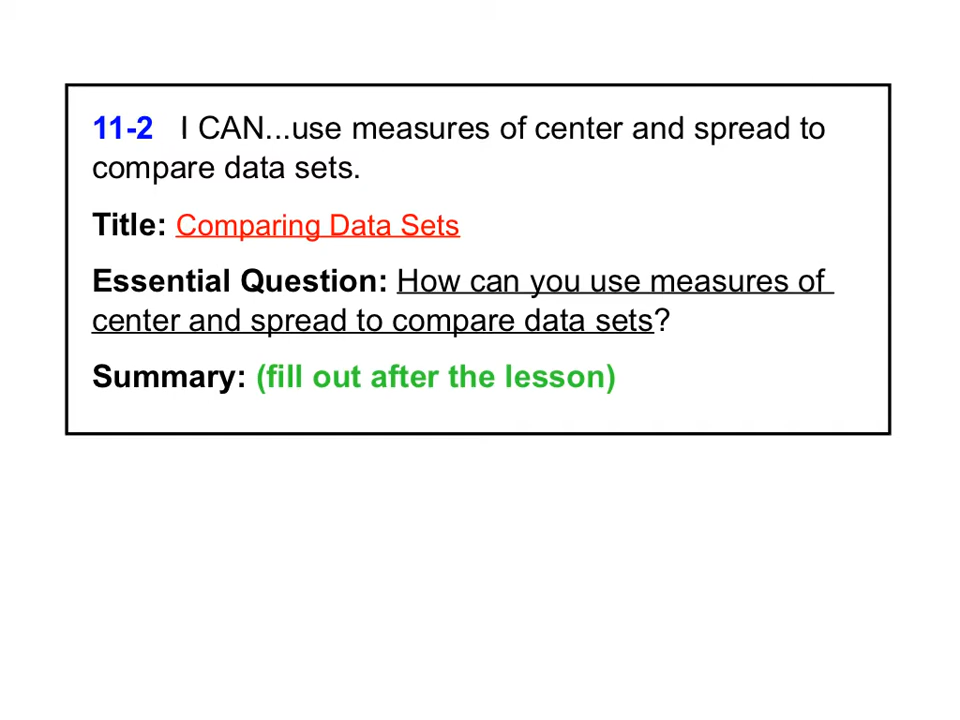 11-2 I CAN...use measures of center and spread to
compare data sets.
Title: Comparing Data Sets
Essential Question: How can you use measures of
center and spread to compare data sets?
Summary: (fill out after the lesson)